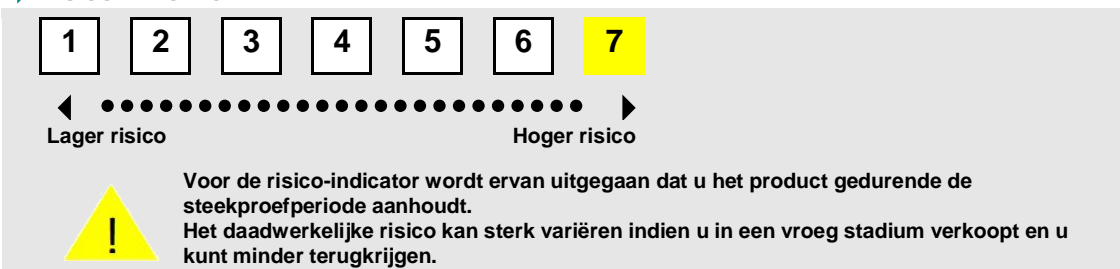 1 2 3 4 5 6 7
Lager risico Hoger risico
Voor de risico-indicator wordt ervan uitgegaan dat u het product gedurende de
steekproefperiode aanhoudt.
Het daadwerkelijke risico kan sterk variëren indien u in een vroeg stadium verkoopt en u
kunt minder terugkrijgen.
!